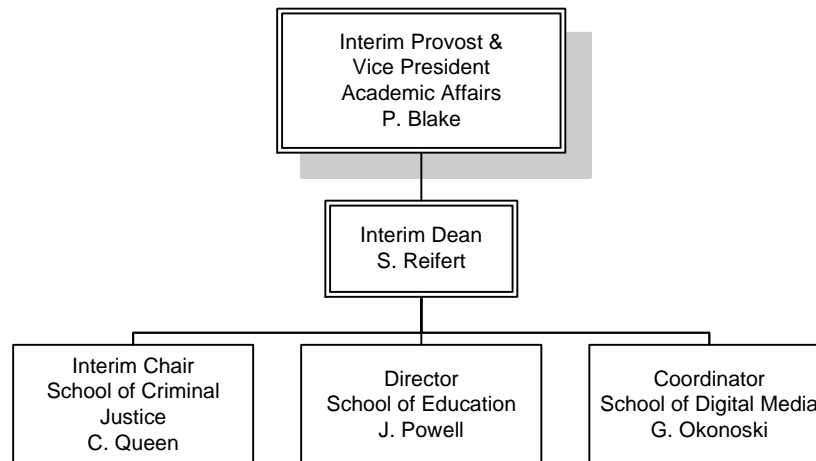 Interim Provost &
Vice President
Academic Affairs
P. Blake
Interim Dean
S. Reifert
Interim Chair
School of Criminal
Justice
C. Queen
Director
School of Education
J. Powell
Coordinator
School of Digital Media
G. Okonoski